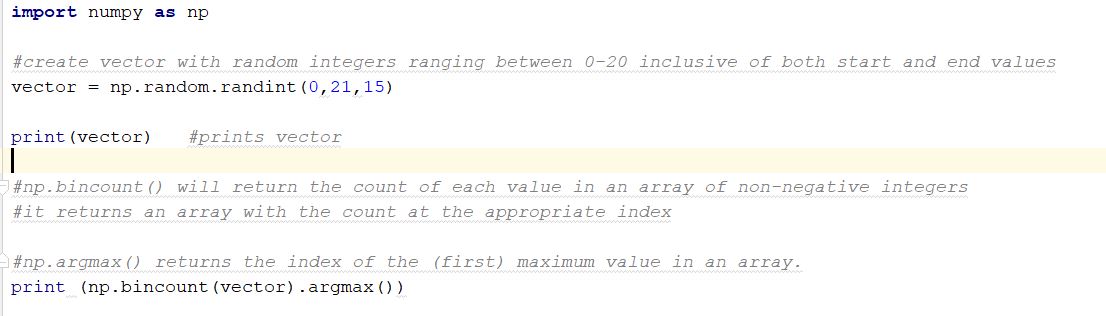 import numpy as np
#create vector with random integers ranging between 0-20 inclusive of both start and end values
vector = np.random.randint(0,21,15)
print(vector)   #prints vector
#np.bincount() will return the count of each value in an array of non-negative integers
#it returns an array with the count at the appropriate index
#np.argmax() returns the index of the (first) maximum value in an array.
print (np.bincount(vector).argmax())